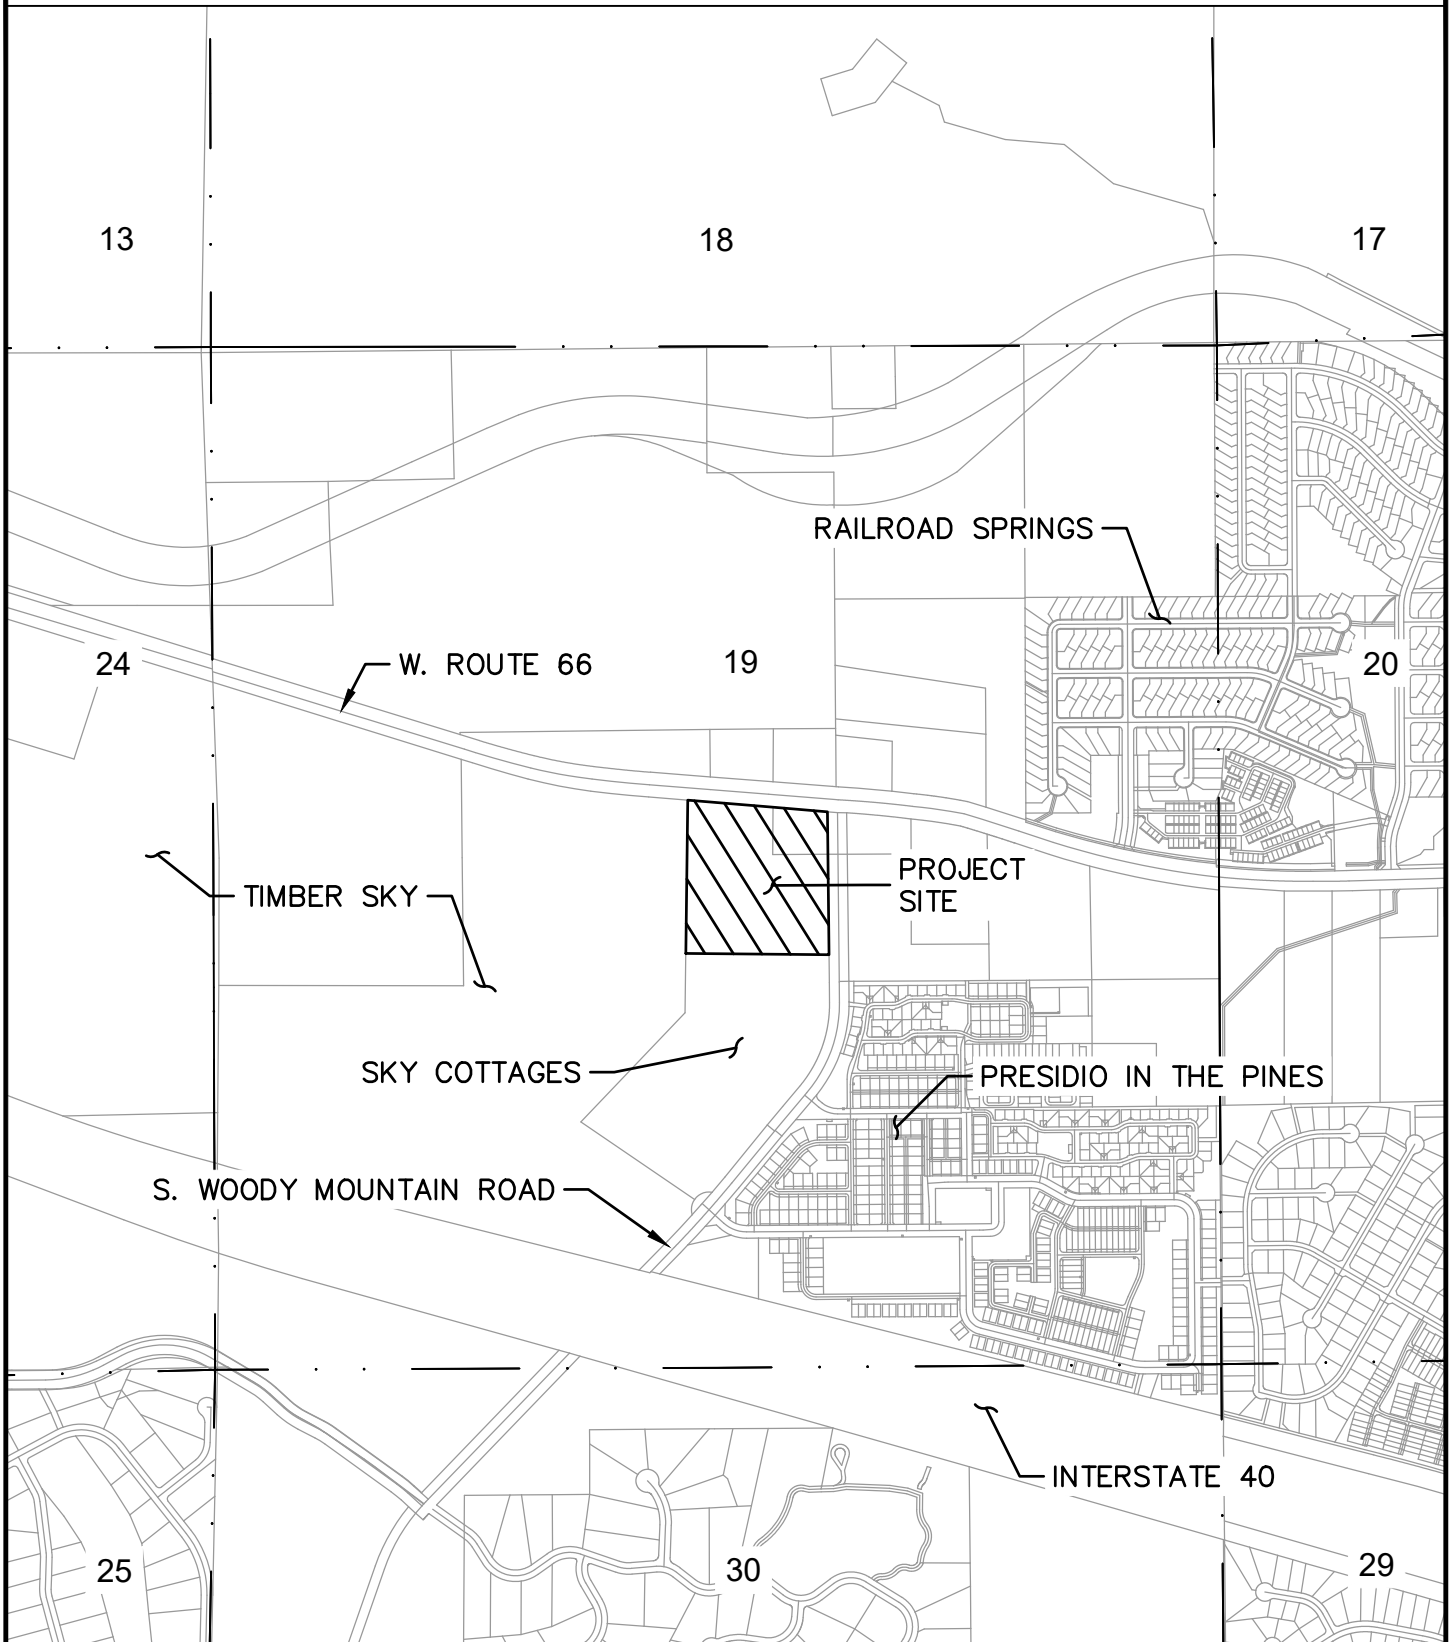 13
18
17
RAILROAD SPRINGS
24
W. ROUTE 66
19
20
PROJECT
SITE
TIMBER SKY
SKY COTTAGES
PRESIDIO IN THE PINES
S. WOODY MOUNTAIN ROAD
INTERSTATE 40
25
30
29